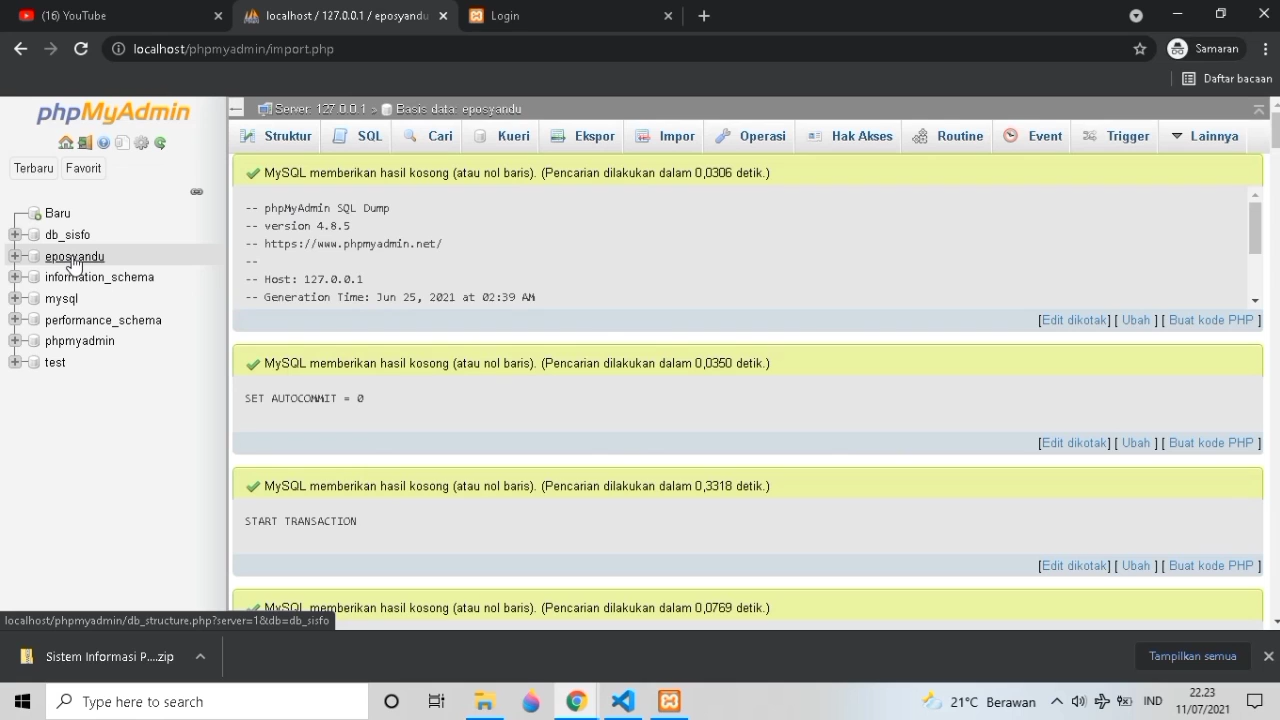 (16) YouTube
localhost / 127.0.0.1 / eposyandu
Login
localhost/phpmyadmin/import.php
Samaran
Daftar bacaan
phpMyAdmin
Terbaru
Favorit
Baru
db_sisfo
eposyandu
information_schema
mysql
performance_schema
phpmyadmin
test
Server: 127.0.0.1 > Basis data: eposyandu
Struktur
SQL
Cari
Kueri
Ekspor
Impor
Operasi
Hak Akses
Routine
Event
Trigger
Lainnya
MySQL memberikan hasil kosong (atau nol baris). (Pencarian dilakukan dalam 0,0306 detik.)
-- phpMyAdmin SQL Dump
-- version 4.8.5
-- https://www.phpmyadmin.net/
--
-- Host: 127.0.0.1
-- Generation Time: Jun 25, 2021 at 02:39 AM
[Edit dikotak] [ Ubah ] [ Buat kode PHP ]
MySQL memberikan hasil kosong (atau nol baris). (Pencarian dilakukan dalam 0,0350 detik.)
SET AUTOCOMMIT = 0
[Edit dikotak] [ Ubah ] [ Buat kode PHP ]
MySQL memberikan hasil kosong (atau nol baris). (Pencarian dilakukan dalam 0,3318 detik.)
START TRANSACTION
[Edit dikotak] [ Ubah ] [ Buat kode PHP ]
MySQL memberikan hasil kosong (atau nol baris). (Pencarian dilakukan dalam 0,0769 detik.)
localhost/phpmyadmin/db_structure.php?server=1&db=db_sisfo
Sistem Informasi P....zip
Tampilkan semua
Type here to search
21°C Berawan
IND
22.23
11/07/2021